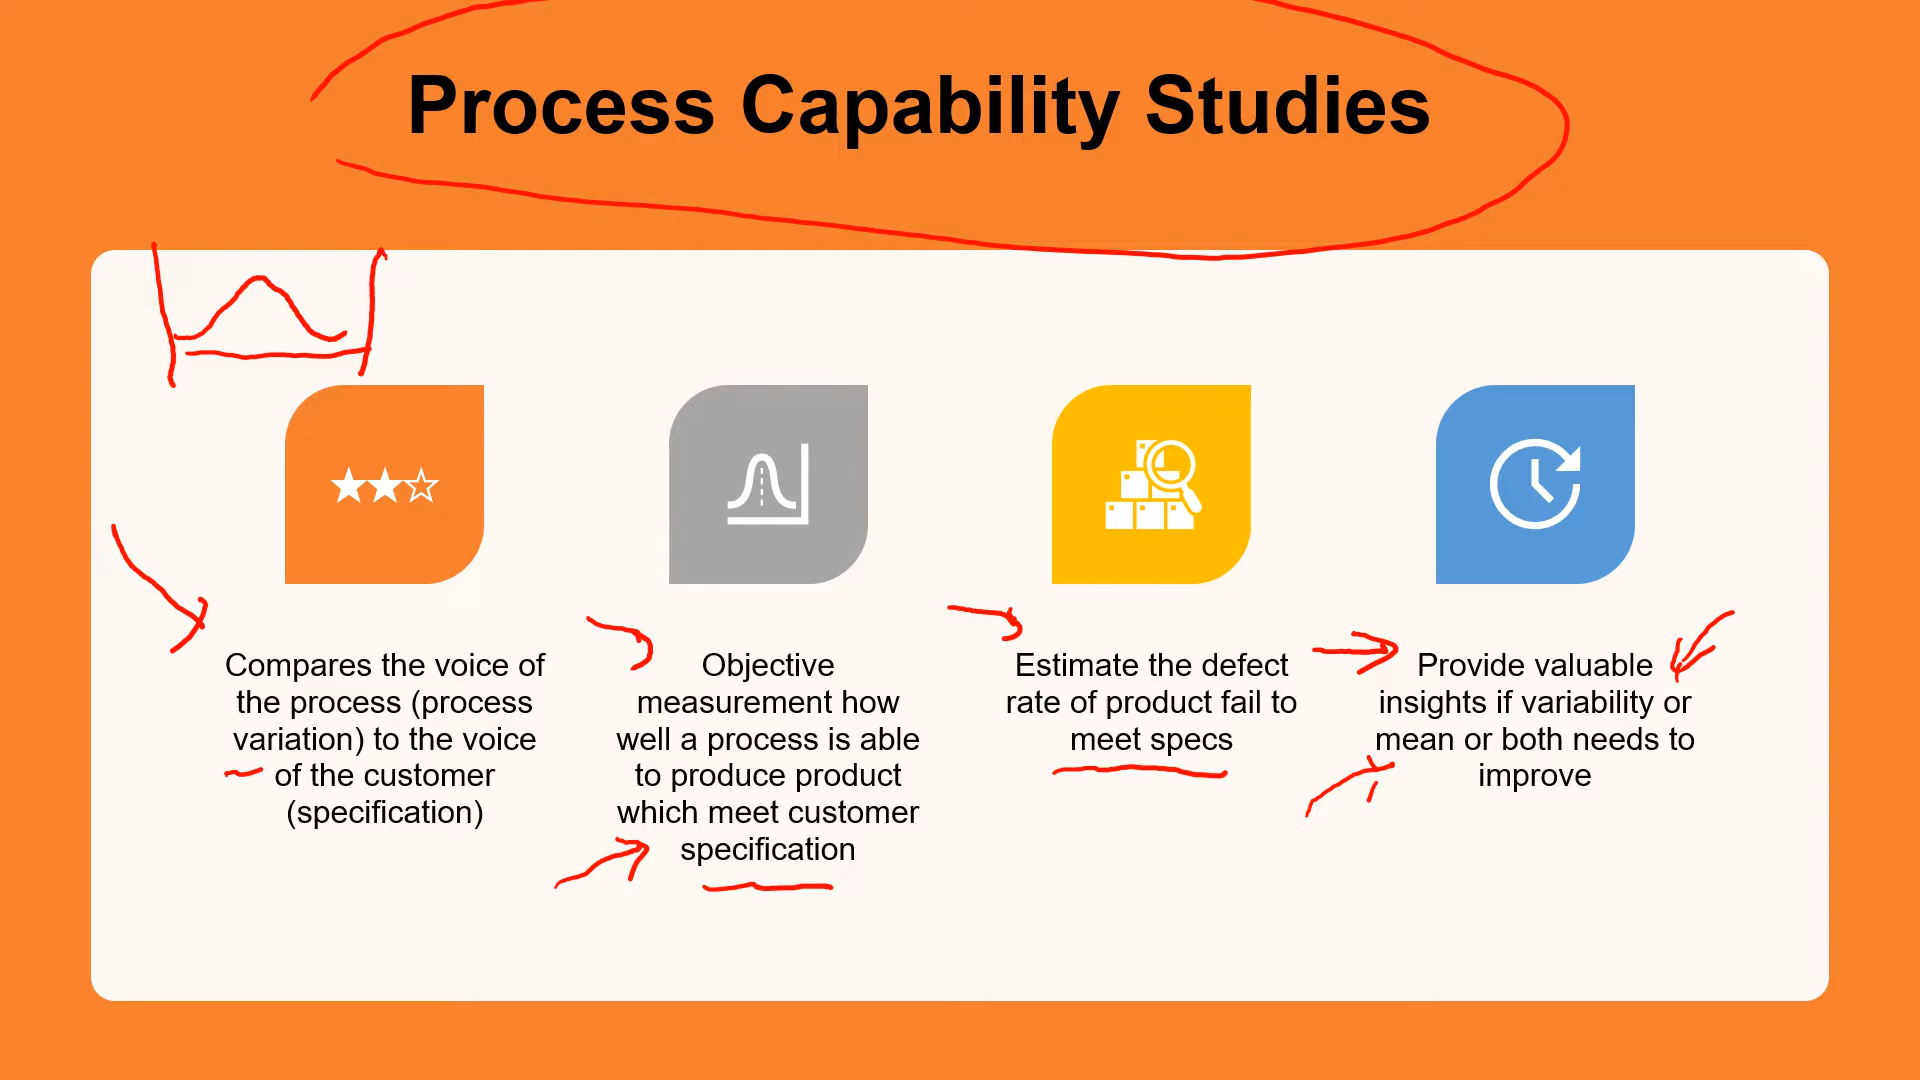 Process Capability Studies
Compares the voice of
the process (process
variation) to the voice
of the customer
(specification)
Objective
measurement how
well a process is able
to produce product
which meet customer
specification
Estimate the defect
rate of product fail to
meet specs
Provide valuable
insights if variability or
mean or both needs to
improve